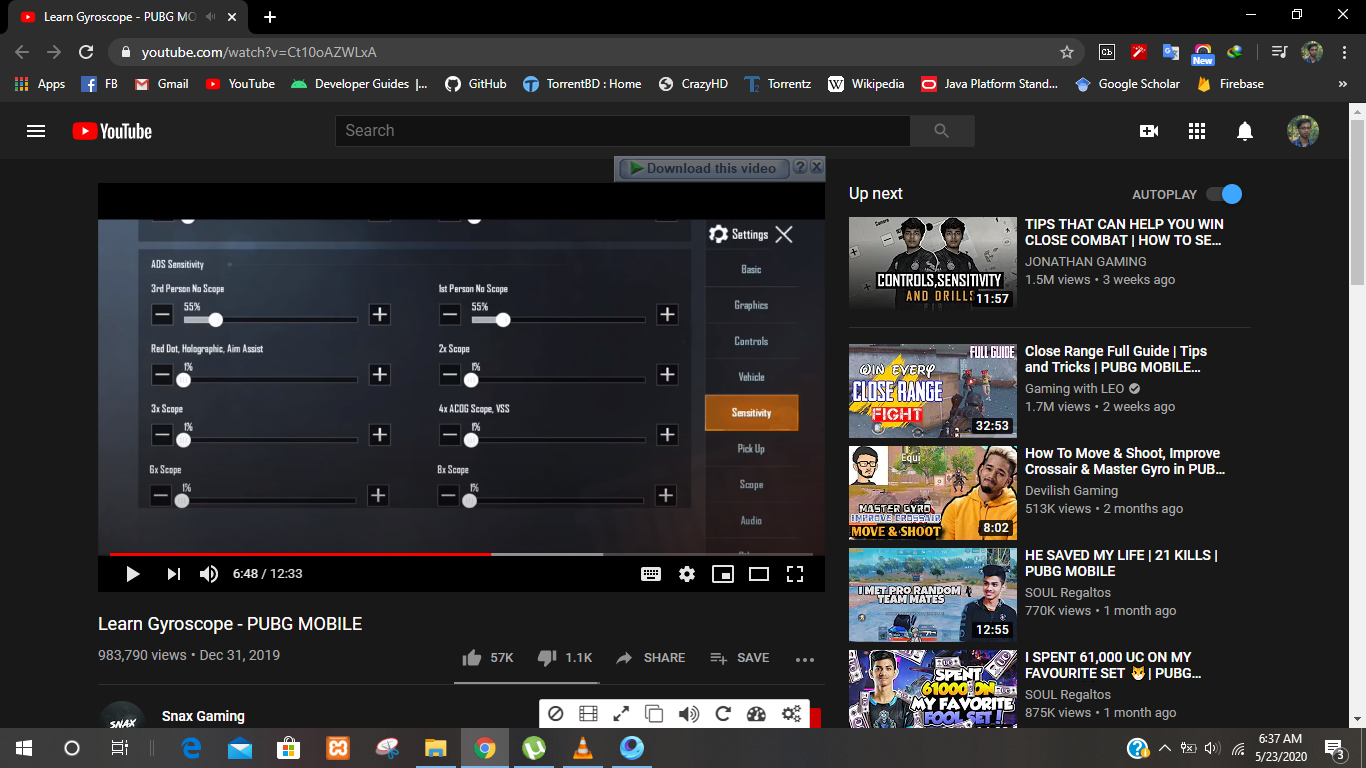 Learn Gyroscope - PUBG MO
youtube.com/watch?v=Ct10oAZWLxA
New
Apps
FB
Gmail
YouTube
Developer Guides |...
GitHub
TorrentBD : Home
CrazyHD
Torrentz
Wikipedia
Java Platform Stand...
Google Scholar
Firebase
»
YouTube
Search
Download this video
Settings
ADS Sensitivity
3rd Person No Scope
1st Person No Scope
55%
55%
Red Dot, Holographic, Aim Assist
2x Scope
1%
1%
3x Scope
4x ACOG Scope, VSS
1%
1%
6x Scope
8x Scope
1%
1%
Basic
Graphics
Controls
Vehicle
Sensitivity
Pick Up
Scope
Audio
6:48 / 12:33
Learn Gyroscope - PUBG MOBILE
983,790 views • Dec 31, 2019
57K
1.1K
SHARE
SAVE
SNAX
Snax Gaming
Up next
AUTOPLAY
CONTROLS,SENSITIVITY
AND DRILLS
11:57
TIPS THAT CAN HELP YOU WIN
CLOSE COMBAT | HOW TO SE...
JONATHAN GAMING
1.5M views • 3 weeks ago
FULL GUIDE
WIN EVERY
CLOSE RANGE
FIGHT
32:53
Close Range Full Guide | Tips
and Tricks | PUBG MOBILE...
Gaming with LEO
1.7M views • 2 weeks ago
Equi
MASTER GYRO
IMPROVE CROSSAIR
MOVE & SHOOT
8:02
How To Move & Shoot, Improve
Crossair & Master Gyro in PUB...
Devilish Gaming
513K views • 2 months ago
I MET PRO RANDOM
TEAM MATES
12:55
HE SAVED MY LIFE | 21 KILLS |
PUBG MOBILE
SOUL Regaltos
770K views • 1 month ago
SPENT
61000 ON
MY FAVORITE
FOOL SET !
I SPENT 61,000 UC ON MY
FAVOURITE SET 🐯 | PUBG...
SOUL Regaltos
875K views • 1 month ago
6:37 AM
5/23/2020
3